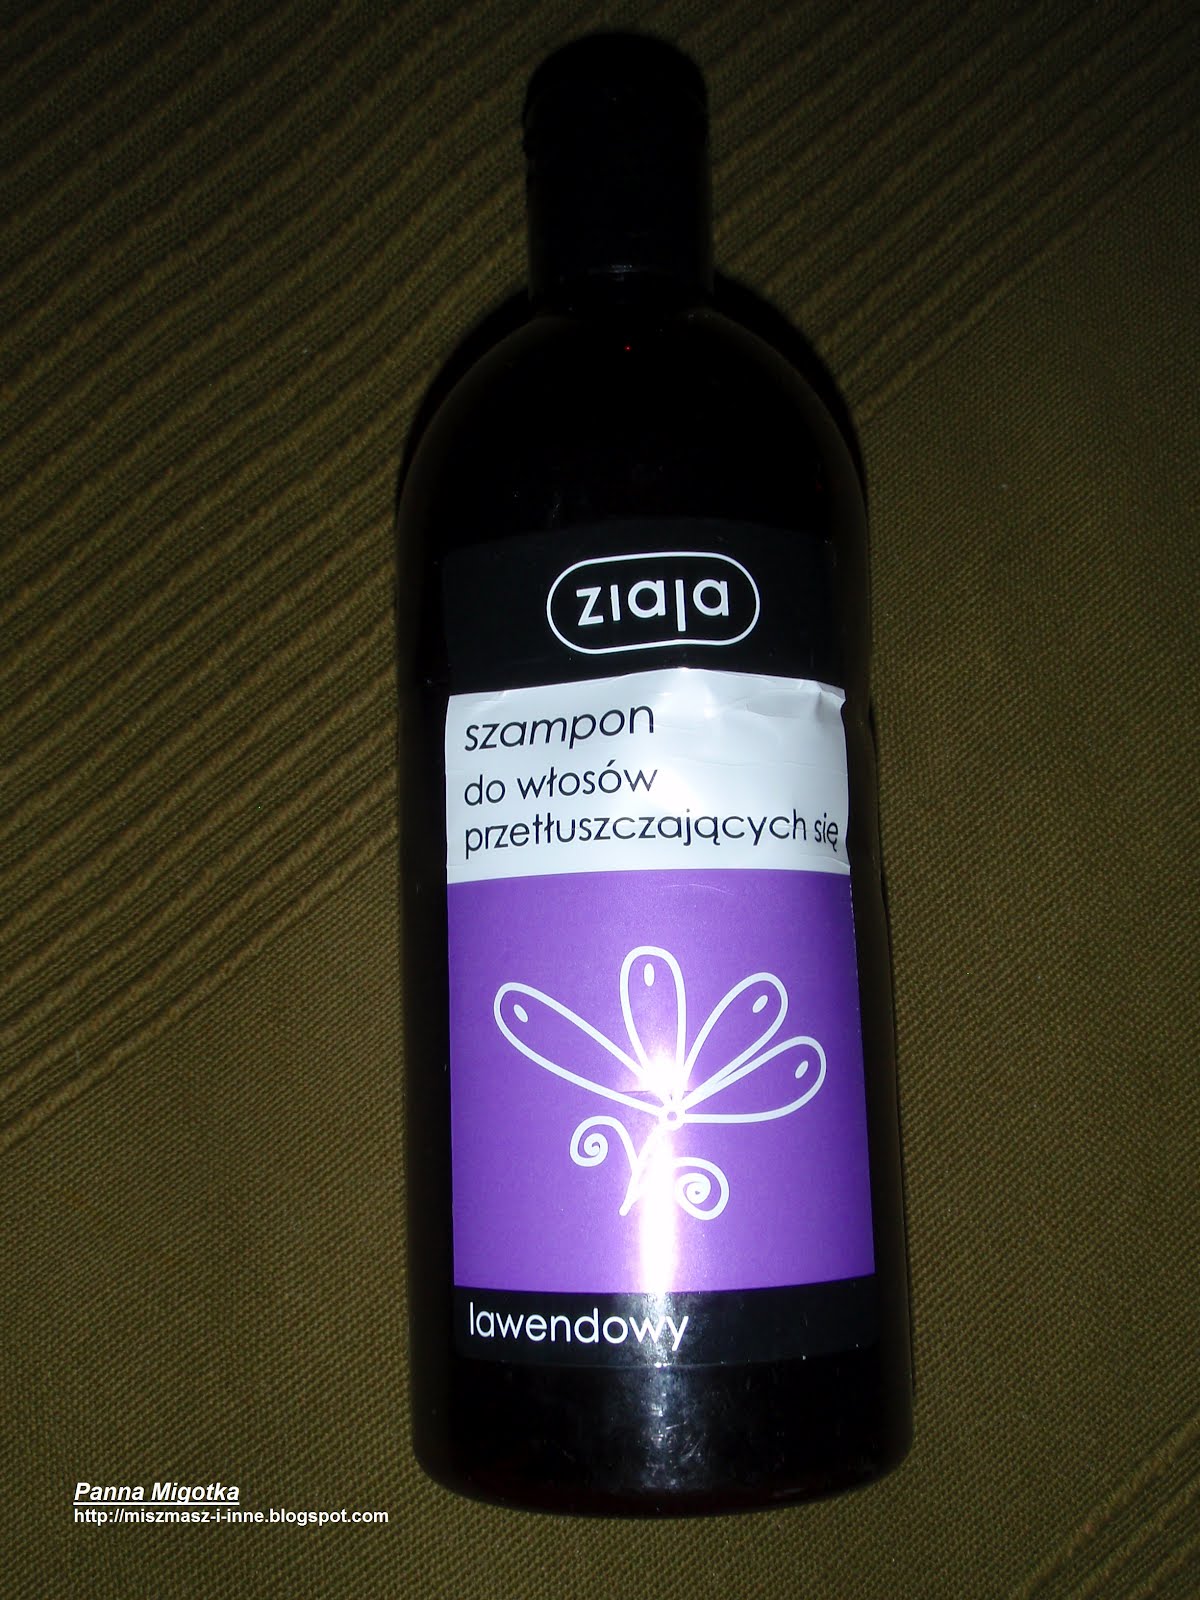 ziaja
szampon
do włosów
przetłuszczających się
lawendowy
Panna Migotka
http://miszmasz-i-inne.blogspot.com